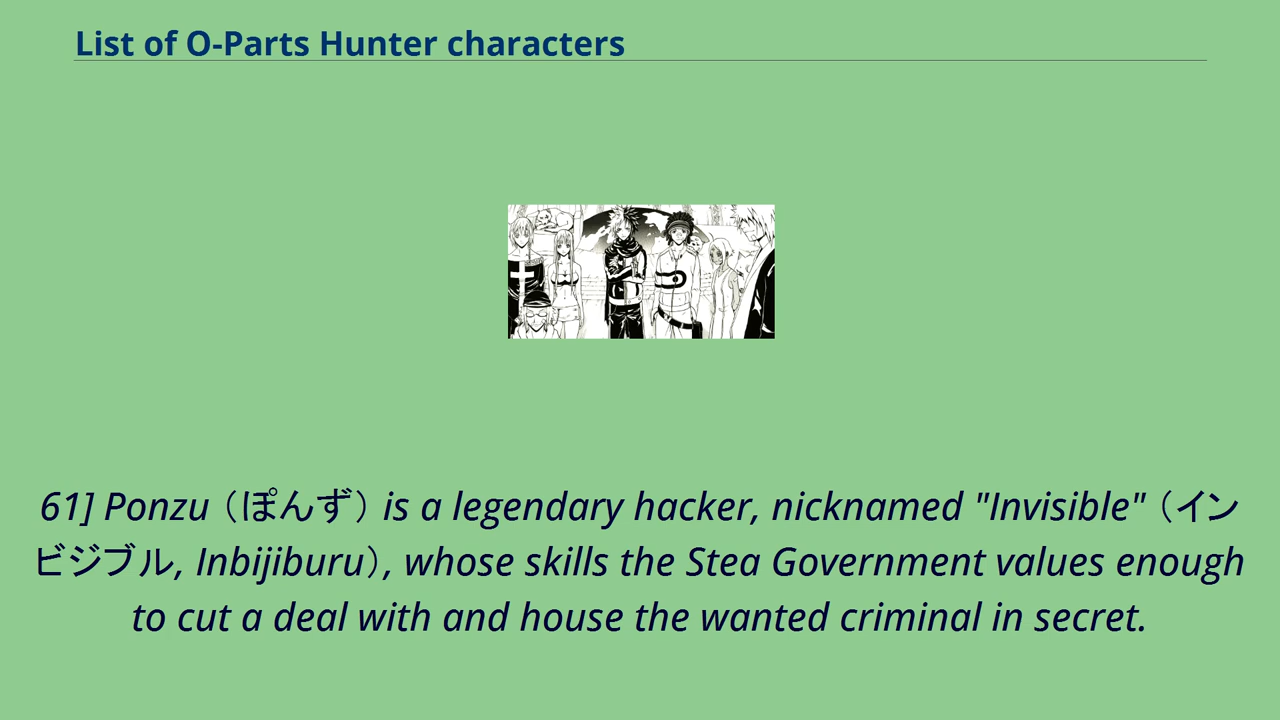 List of O-Parts Hunter characters
61] Ponzu (ぽんず) is a legendary hacker, nicknamed "Invisible" (イン
ビジブル, Inbijiburu), whose skills the Stea Government values enough
to cut a deal with and house the wanted criminal in secret.